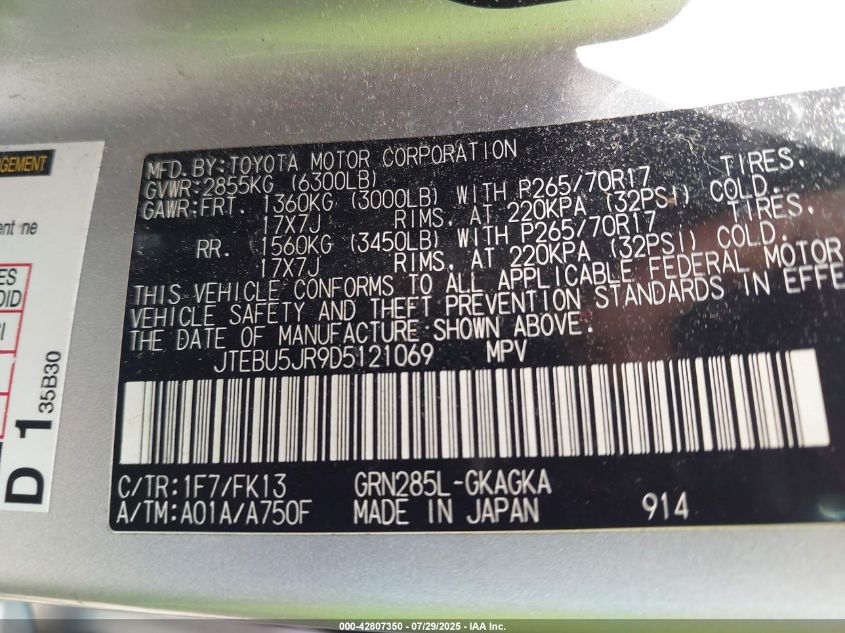 MFD. BY:TOYOTA MOTOR CORPORATION
GVWR:2855KG (6300LB)
GAWR:FRT. 1360KG (3000LB) WITH P265/70R17 TIRES.
17X7J RIMS, AT 220KPA (32PSI) COLD.
RR. 1560KG (3450LB) WITH P265/70R17 TIRES.
17X7J RIMS, AT 220KPA (32PSI) COLD.
THIS VEHICLE CONFORMS TO ALL APPLICABLE FEDERAL MOTOR
VEHICLE SAFETY AND THEFT PREVENTION STANDARDS IN EFFE
THE DATE OF MANUFACTURE SHOWN ABOVE.
JTEBU5JR9D5121069 MPV
C/TR:1F7/FK13 GRN285L-GKAGKA
A/TM:A01A/A750F MADE IN JAPAN 914
D 1
35B30
000-42807350 | 07/29/2025 - IAA Inc.